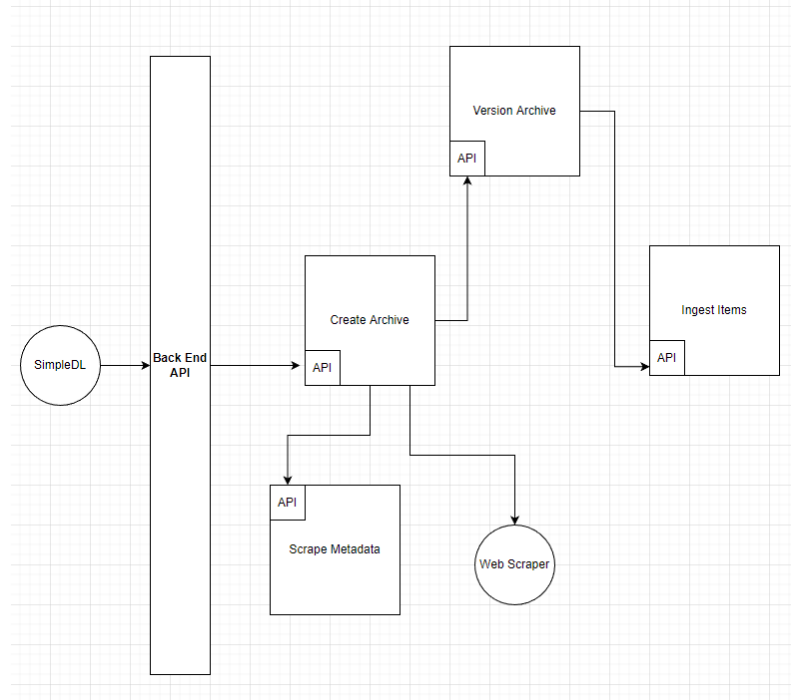 Version Archive
API
Ingest Items
API
Create Archive
API
SimpleDL
Back End
API
API
Scrape Metadata
Web Scraper